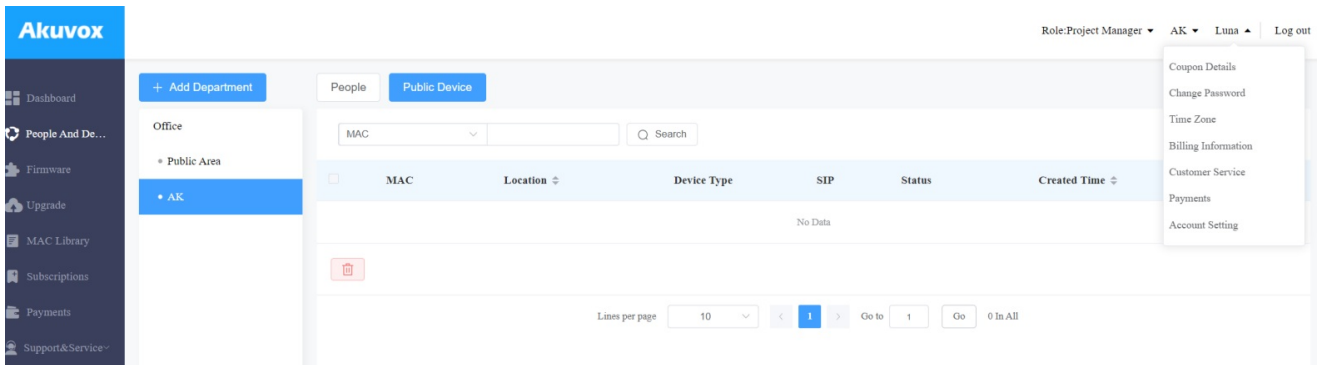 Akuvox
Role:Project Manager AK Luna Log out
Coupon Details
Change Password
Time Zone
Billing Information
Customer Service
Payments
Account Setting
Dashboard
People And De...
Firmware
Upgrade
MAC Library
Subscriptions
Payments
Support&Service
+ Add Department
Office
Public Area
AK
People Public Device
MAC Search
MAC Location Device Type SIP Status Created Time
No Data
Lines per page 10 < 1 > Go to 1 Go 0 In All